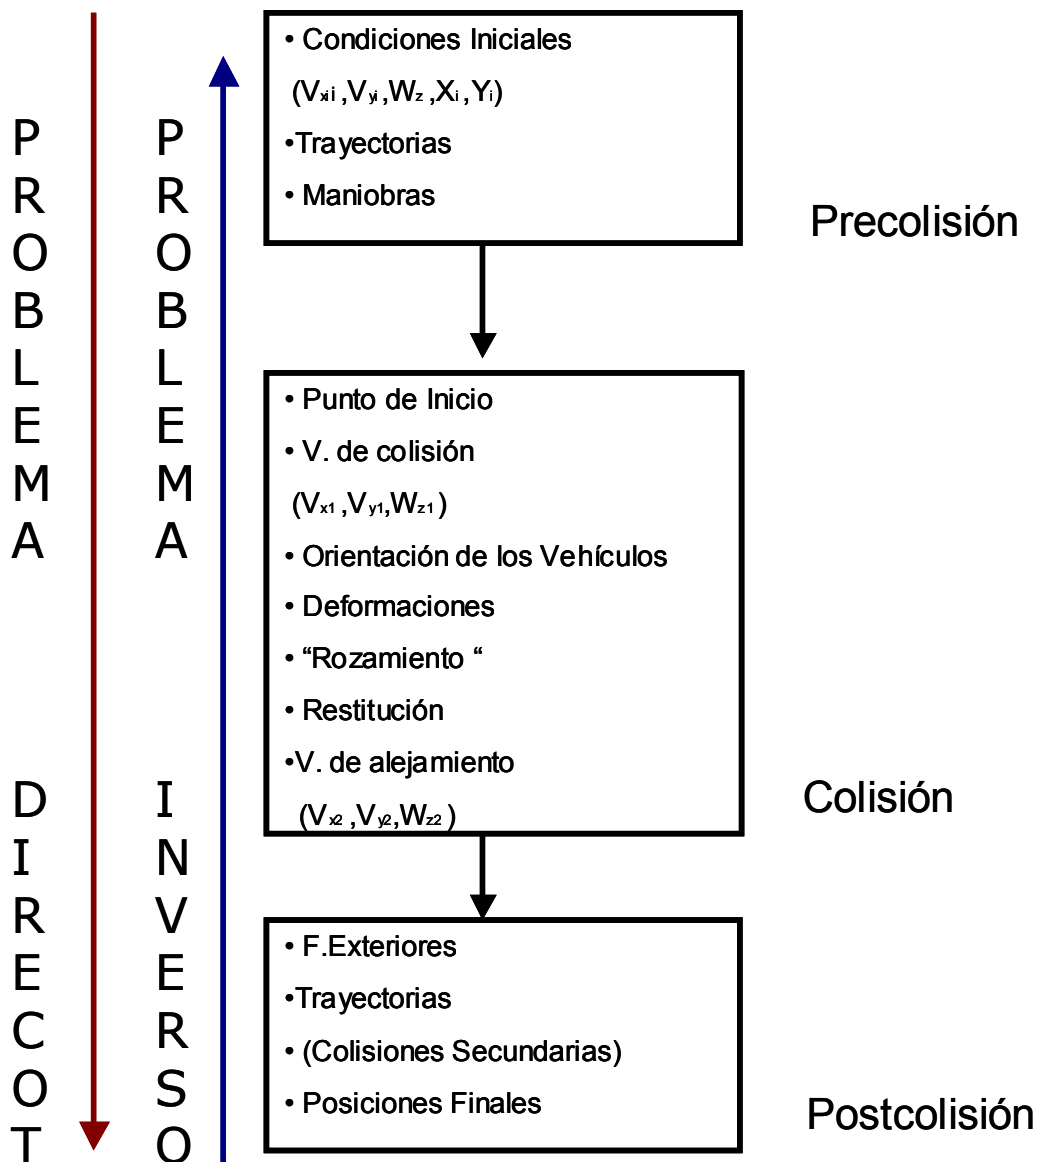 PROBLEMA DIRECOT
PROBLEMA INVERSO
• Condiciones Iniciales
(Vxii ,Vyi,Wz ,Xi ,Yi)
•Trayectorias
• Maniobras
Precolisión
• Punto de Inicio
• V. de colisión
(Vx1 ,Vy1,Wz1 )
• Orientación de los Vehículos
• Deformaciones
• “Rozamiento “
• Restitución
•V. de alejamiento
(Vx2 ,Vy2,Wz2 )
Colisión
• F.Exteriores
•Trayectorias
• (Colisiones Secundarias)
• Posiciones Finales
Postcolisión